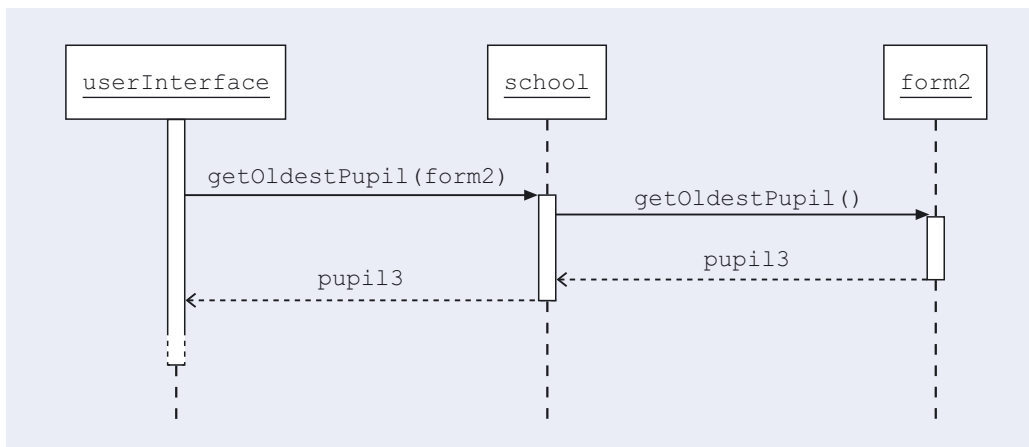 userInterface
school
form2
getOldestPupil(form2)
getOldestPupil()
pupil3
pupil3